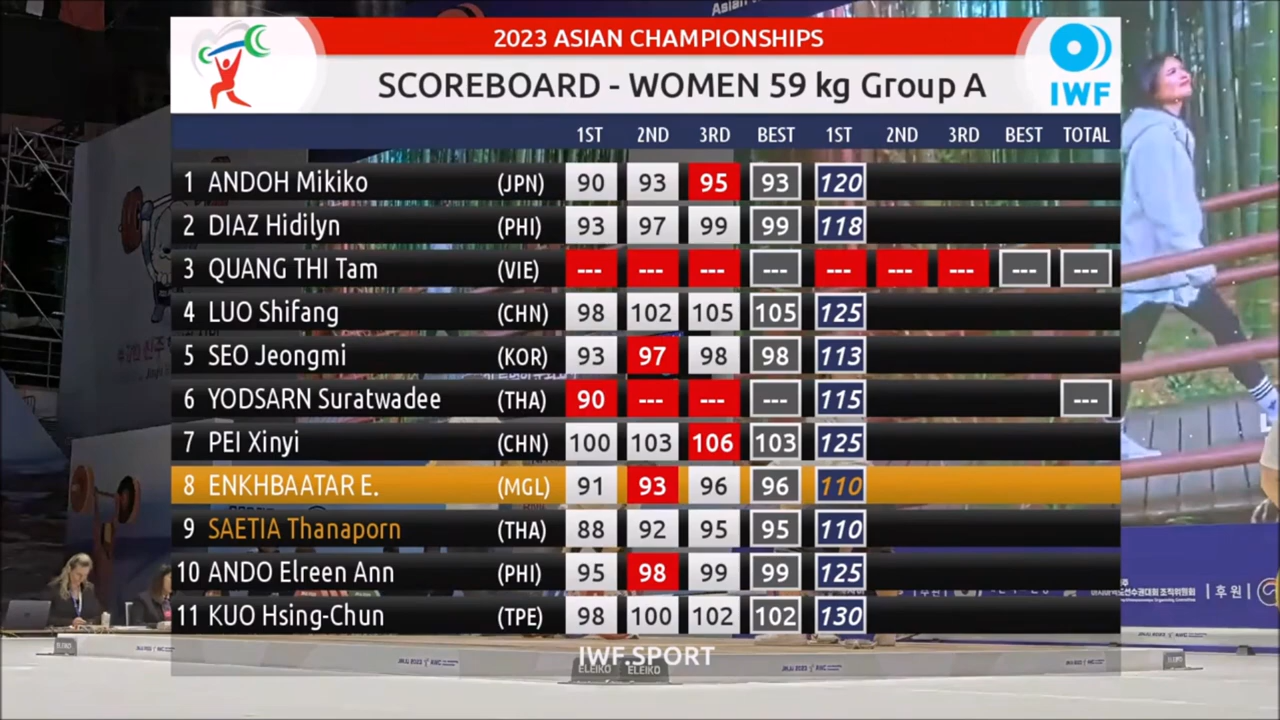 2023 ASIAN CHAMPIONSHIPS
SCOREBOARD - WOMEN 59 kg Group A
IWF
1ST 2ND 3RD BEST 1ST 2ND 3RD BEST TOTAL
1 ANDOH Mikiko (JPN) 90 93 95 93 120
2 DIAZ Hidilyn (PHI) 93 97 99 99 118
3 QUANG THI Tam (VIE) --- --- --- --- --- --- --- --- ---
4 LUO Shifang (CHN) 98 102 105 105 125
5 SEO Jeongmi (KOR) 93 97 98 98 113
6 YODSARN Suratwadee (THA) 90 --- --- --- 115 ---
7 PEI Xinyi (CHN) 100 103 106 103 125
8 ENKHBAATAR E. (MGL) 91 93 96 96 110
9 SAETIA Thanaporn (THA) 88 92 95 95 110
10 ANDO Elreen Ann (PHI) 95 98 99 99 125
11 KUO Hsing-Chun (TPE) 98 100 102 102 130
IWF.SPORT
ELEIKO ELEIKO
후원